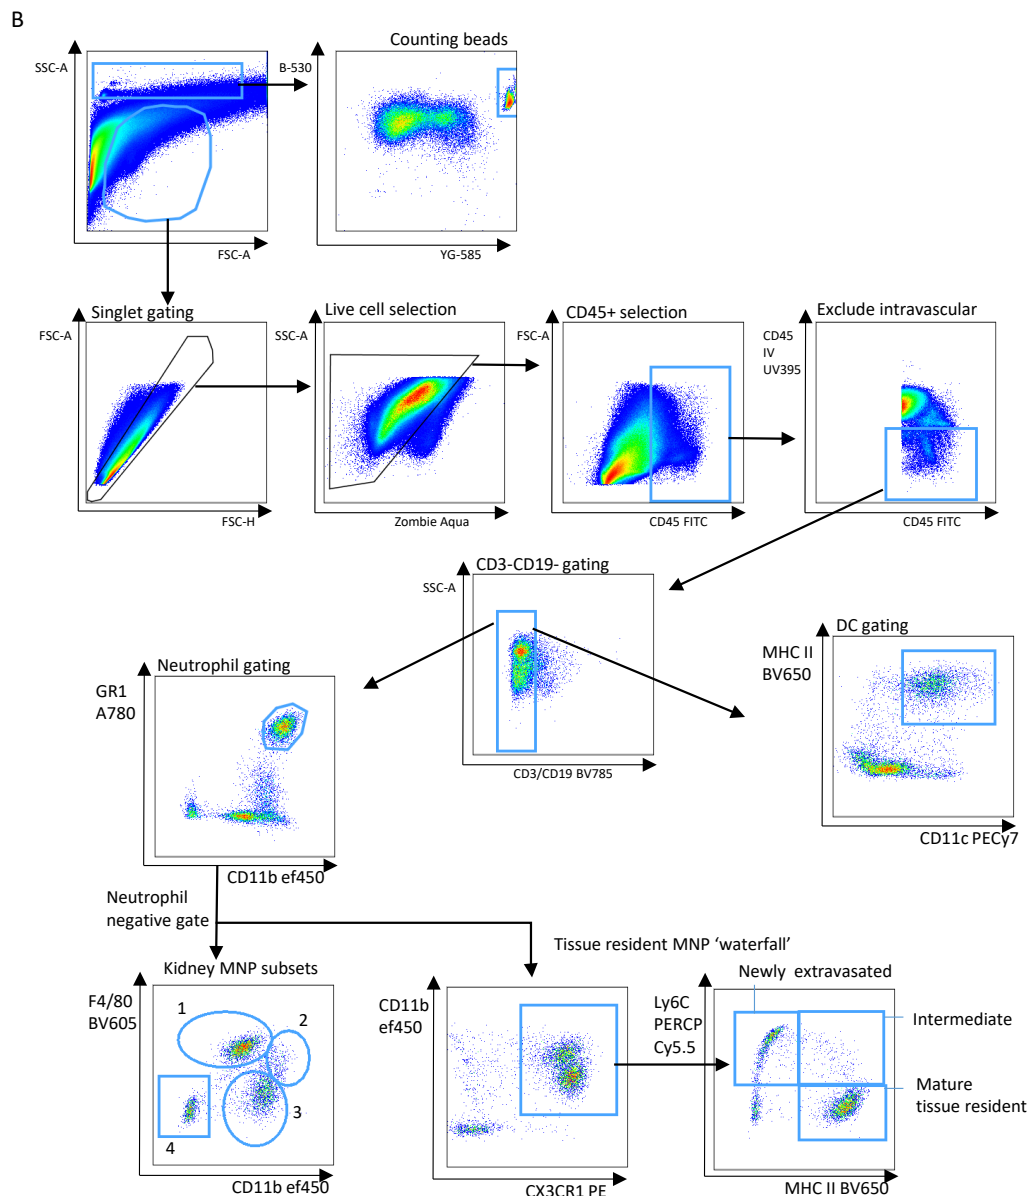 B
Counting beads
SSC-A
B-530
FSC-A
YG-585
Singlet gating
Live cell selection
CD45+ selection
Exclude intravascular
FSC-A
SSC-A
FSC-A
CD45
IV
UV395
FSC-H
Zombie Aqua
CD45 FITC
CD45 FITC
CD3-CD19- gating
SSC-A
CD3/CD19 BV785
DC gating
MHC II
BV650
CD11c PECy7
Neutrophil gating
GR1
A780
CD11b ef450
Neutrophil
negative gate
Tissue resident MNP ‘waterfall’
Kidney MNP subsets
Newly extravasated
F4/80
BV605
1
2
3
4
CD11b ef450
CD11b
ef450
CX3CR1 PE
Ly6C
PERCP
Cy5.5
Intermediate
Mature
tissue resident
MHC II BV650